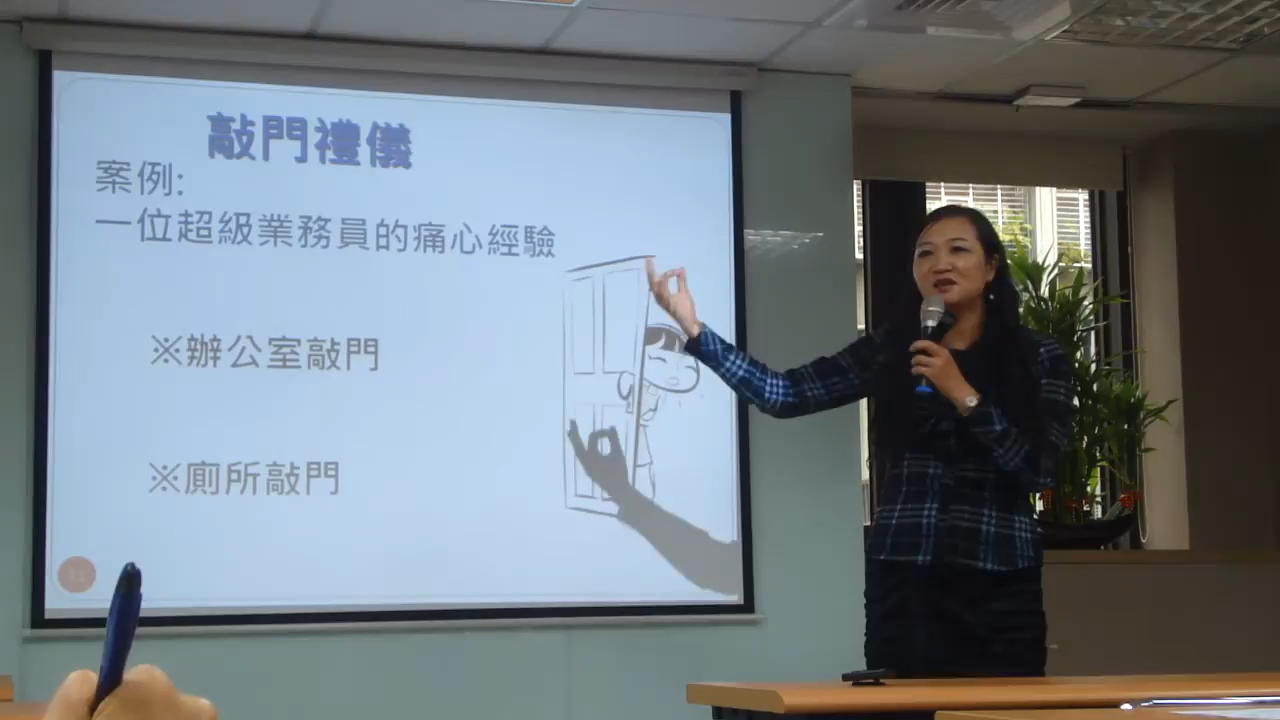 敲門禮儀
案例:
一位超級業務員的痛心經驗
※辦公室敲門
※廁所敲門